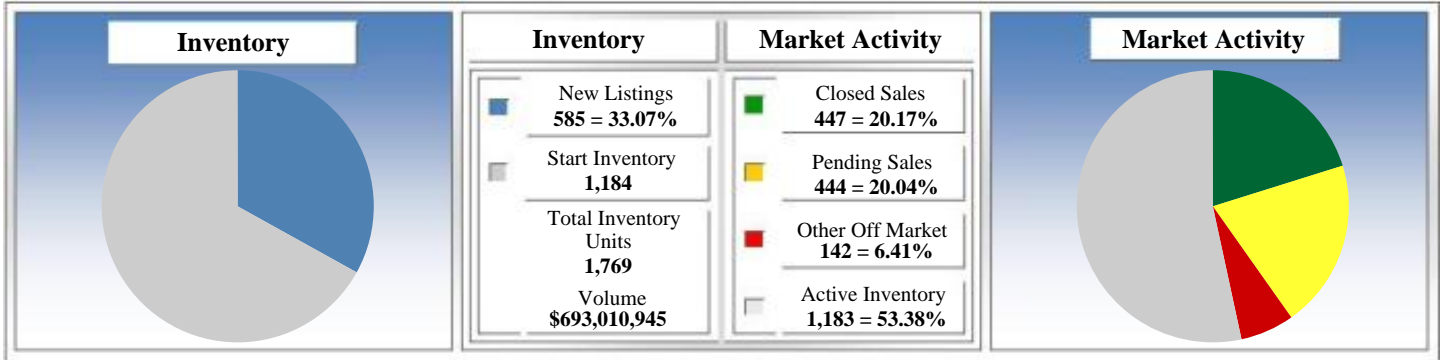 Inventory
Inventory
New Listings
585 = 33.07%
Start Inventory
1,184
Total Inventory
Units
1,769
Volume
$693,010,945
Market Activity
Closed Sales
447 = 20.17%
Pending Sales
444 = 20.04%
Other Off Market
142 = 6.41%
Active Inventory
1,183 = 53.38%
Market Activity